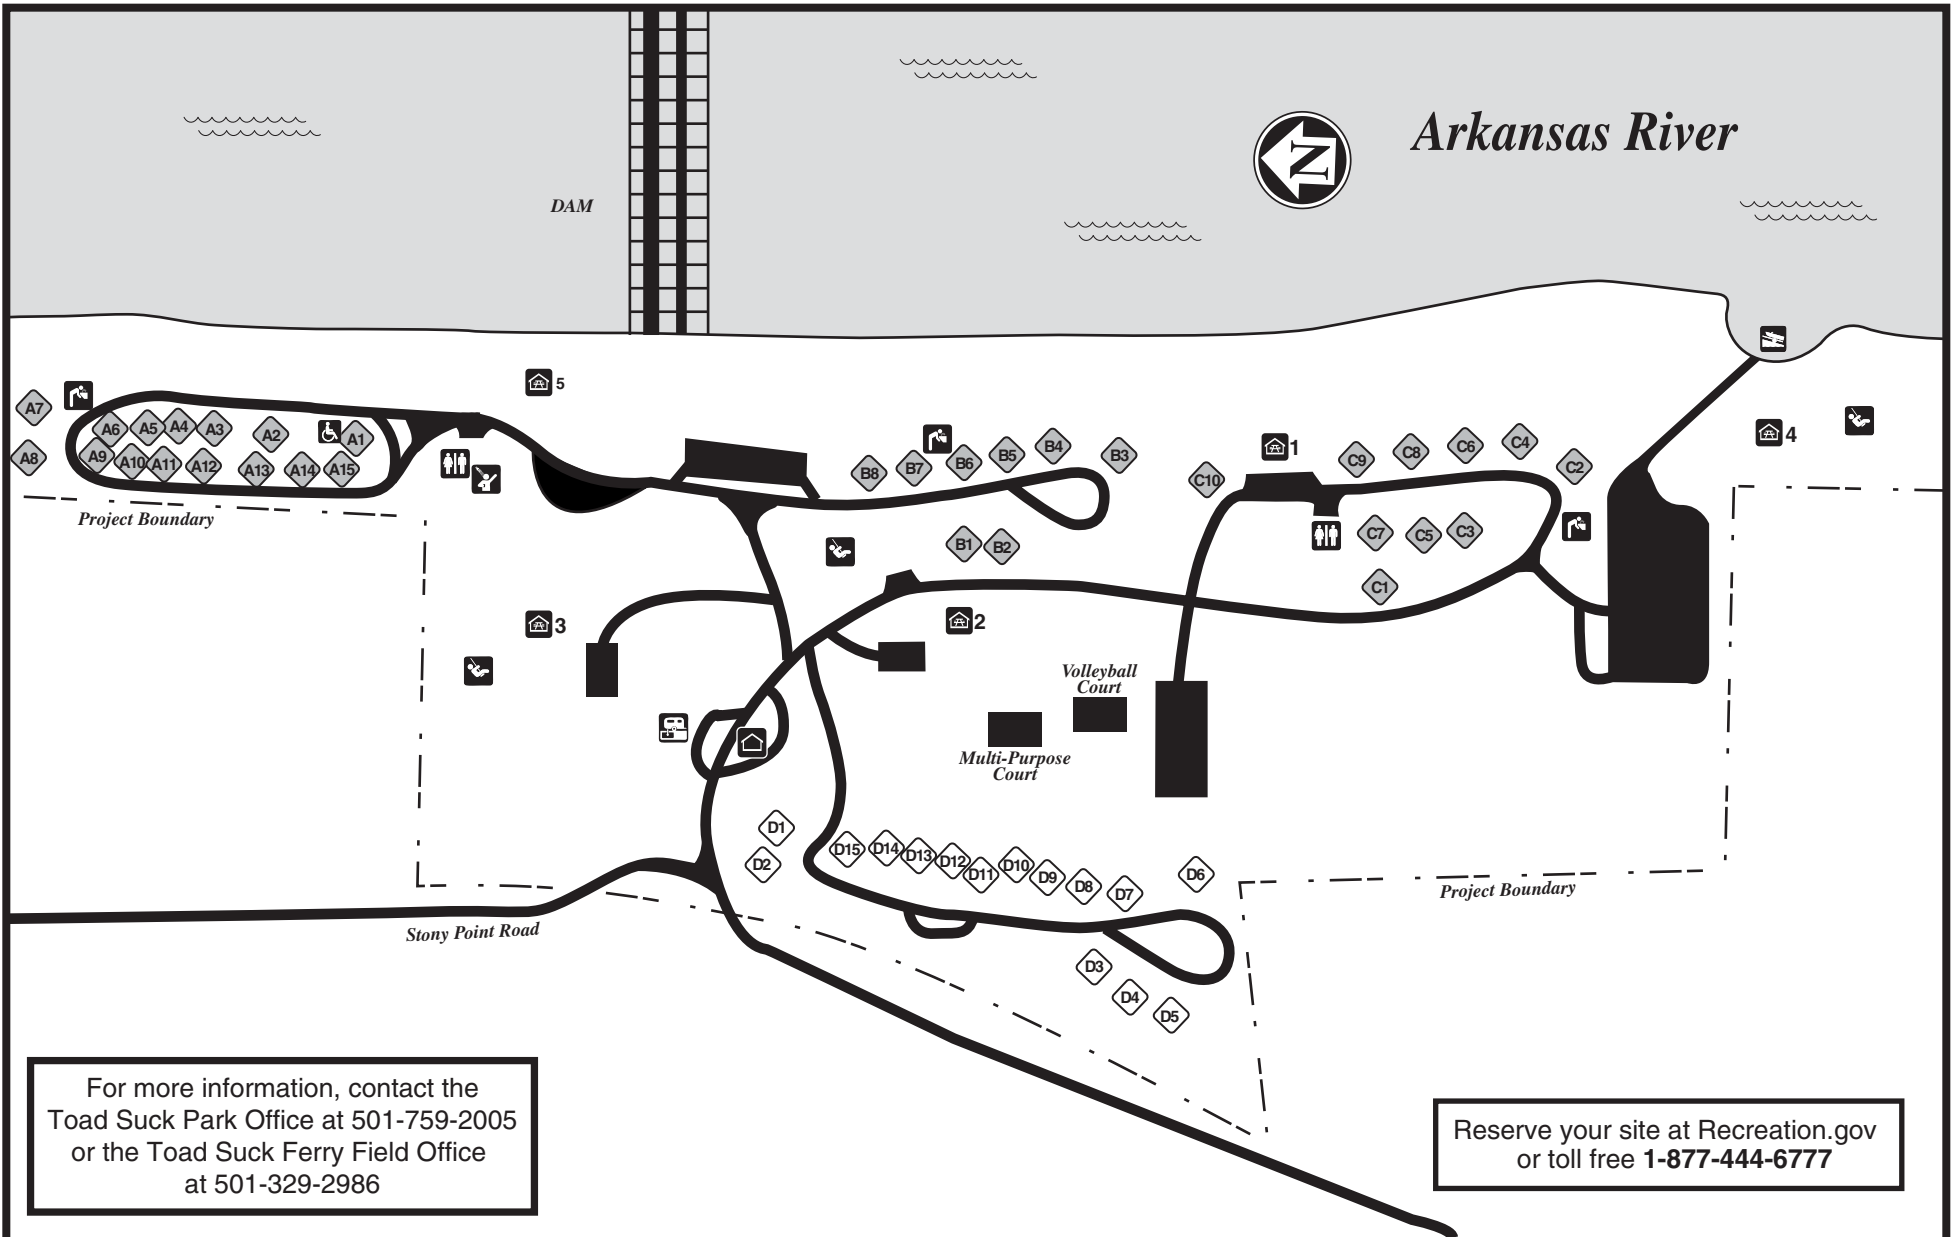 Arkansas River
N
DAM
5
A7
A6
A5
A4
A3
A2
A1
A8
A9
A10
A11
A12
A13
A14
A15
Project Boundary
B8
B7
B6
B5
B4
B3
B1
B2
1
C10
C9
C8
C6
C4
C2
C7
C5
C3
C1
4
3
2
Volleyball
Court
Multi-Purpose
Court
D1
D2
D15
D14
D13
D12
D11
D10
D9
D8
D7
D6
D3
D4
D5
Project Boundary
Stony Point Road
For more information, contact the
Toad Suck Park Office at 501-759-2005
or the Toad Suck Ferry Field Office
at 501-329-2986
Reserve your site at Recreation.gov
or toll free 1-877-444-6777